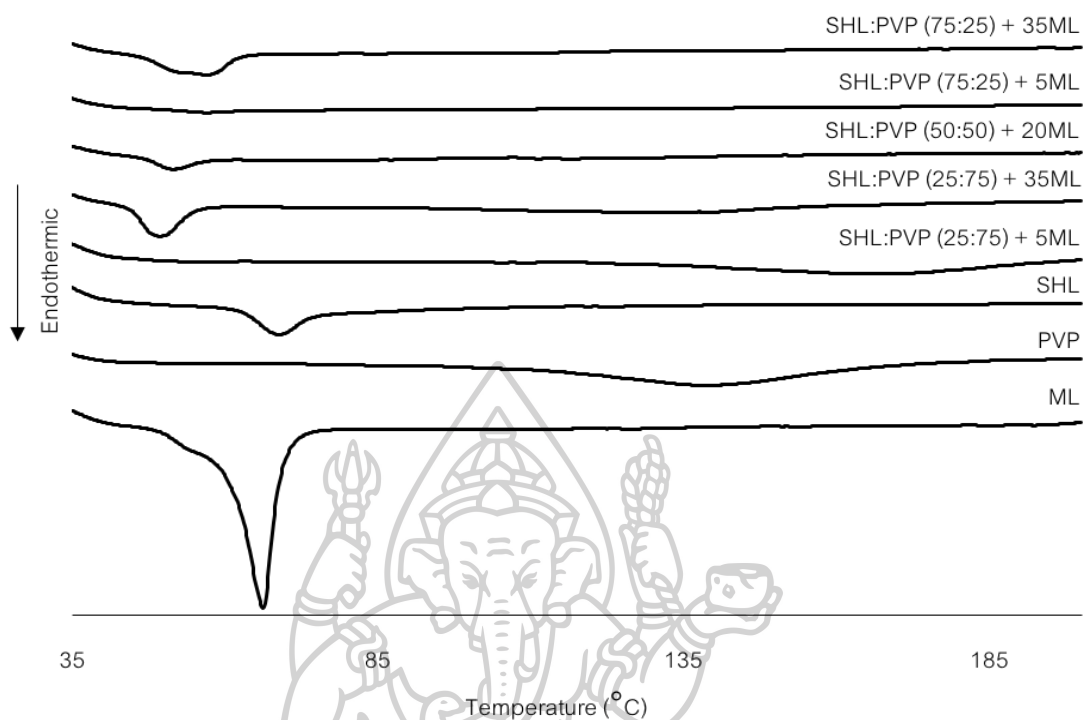 SHL:PVP (75:25) + 35ML
SHL:PVP (75:25) + 5ML
SHL:PVP (50:50) + 20ML
SHL:PVP (25:75) + 35ML
SHL:PVP (25:75) + 5ML
SHL
PVP
ML
Endothermic
35 85 135 185
Temperature (°C)